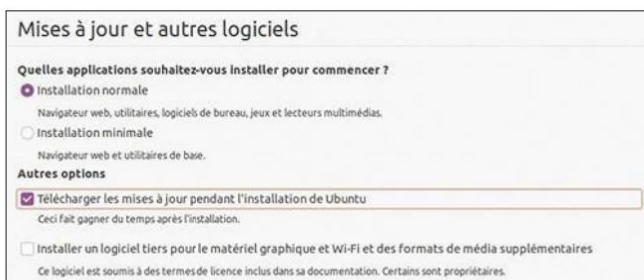 Mises à jour et autres logiciels
Quelles applications souhaitez-vous installer pour commencer ?
Installation normale
Navigateur web, utilitaires, logiciels de bureau, jeux et lecteurs multimédias.
Installation minimale
Navigateur web et utilitaires de base.
Autres options
Télécharger les mises à jour pendant l'installation de Ubuntu
Ceci fait gagner du temps après l'installation.
Installer un logiciel tiers pour le matériel graphique et Wi-Fi et des formats de média supplémentaires
Ce logiciel est soumis à des termes de licence inclus dans sa documentation. Certains sont propriétaires.